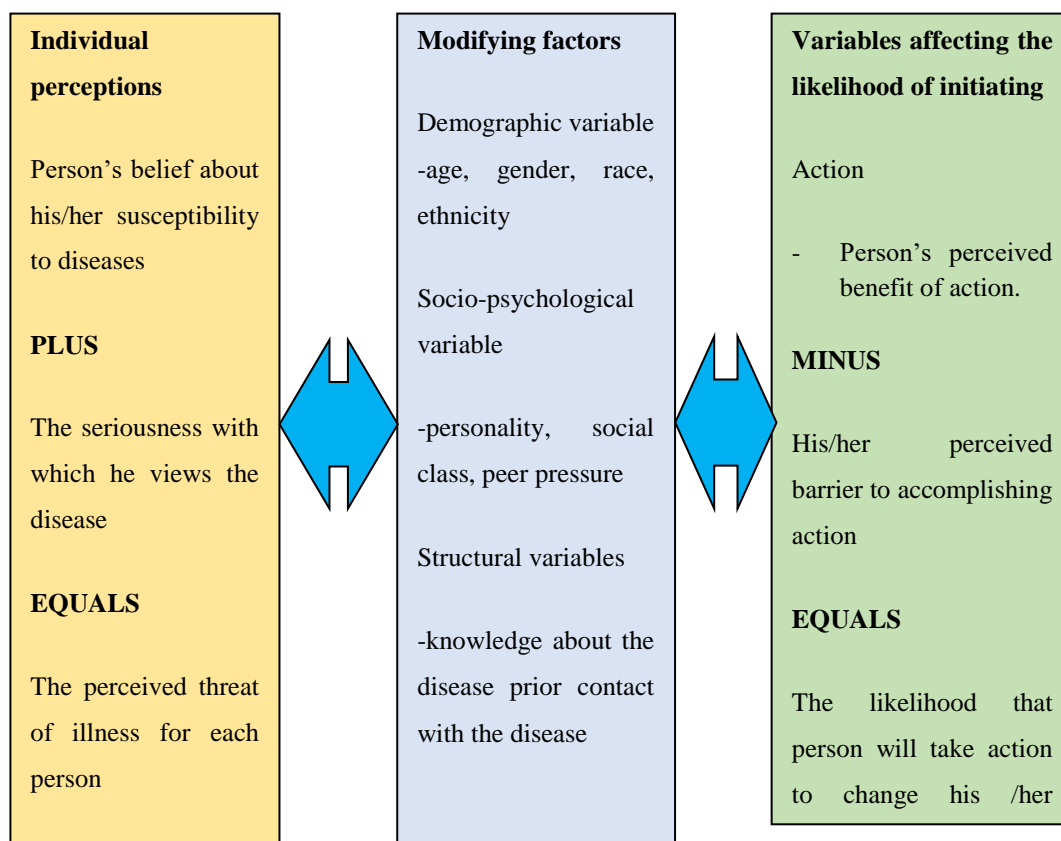 Individual
perceptions
Person’s belief about
his/her susceptibility
to diseases
PLUS
The seriousness with
which he views the
disease
EQUALS
The perceived threat
of illness for each
person
Modifying factors
Demographic variable
-age, gender, race,
ethnicity
Socio-psychological
variable
-personality, social
class, peer pressure
Structural variables
-knowledge about the
disease prior contact
with the disease
Variables affecting the
likelihood of initiating
Action
- Person’s perceived
benefit of action.
MINUS
His/her perceived
barrier to accomplishing
action
EQUALS
The likelihood that
person will take action
to change his /her